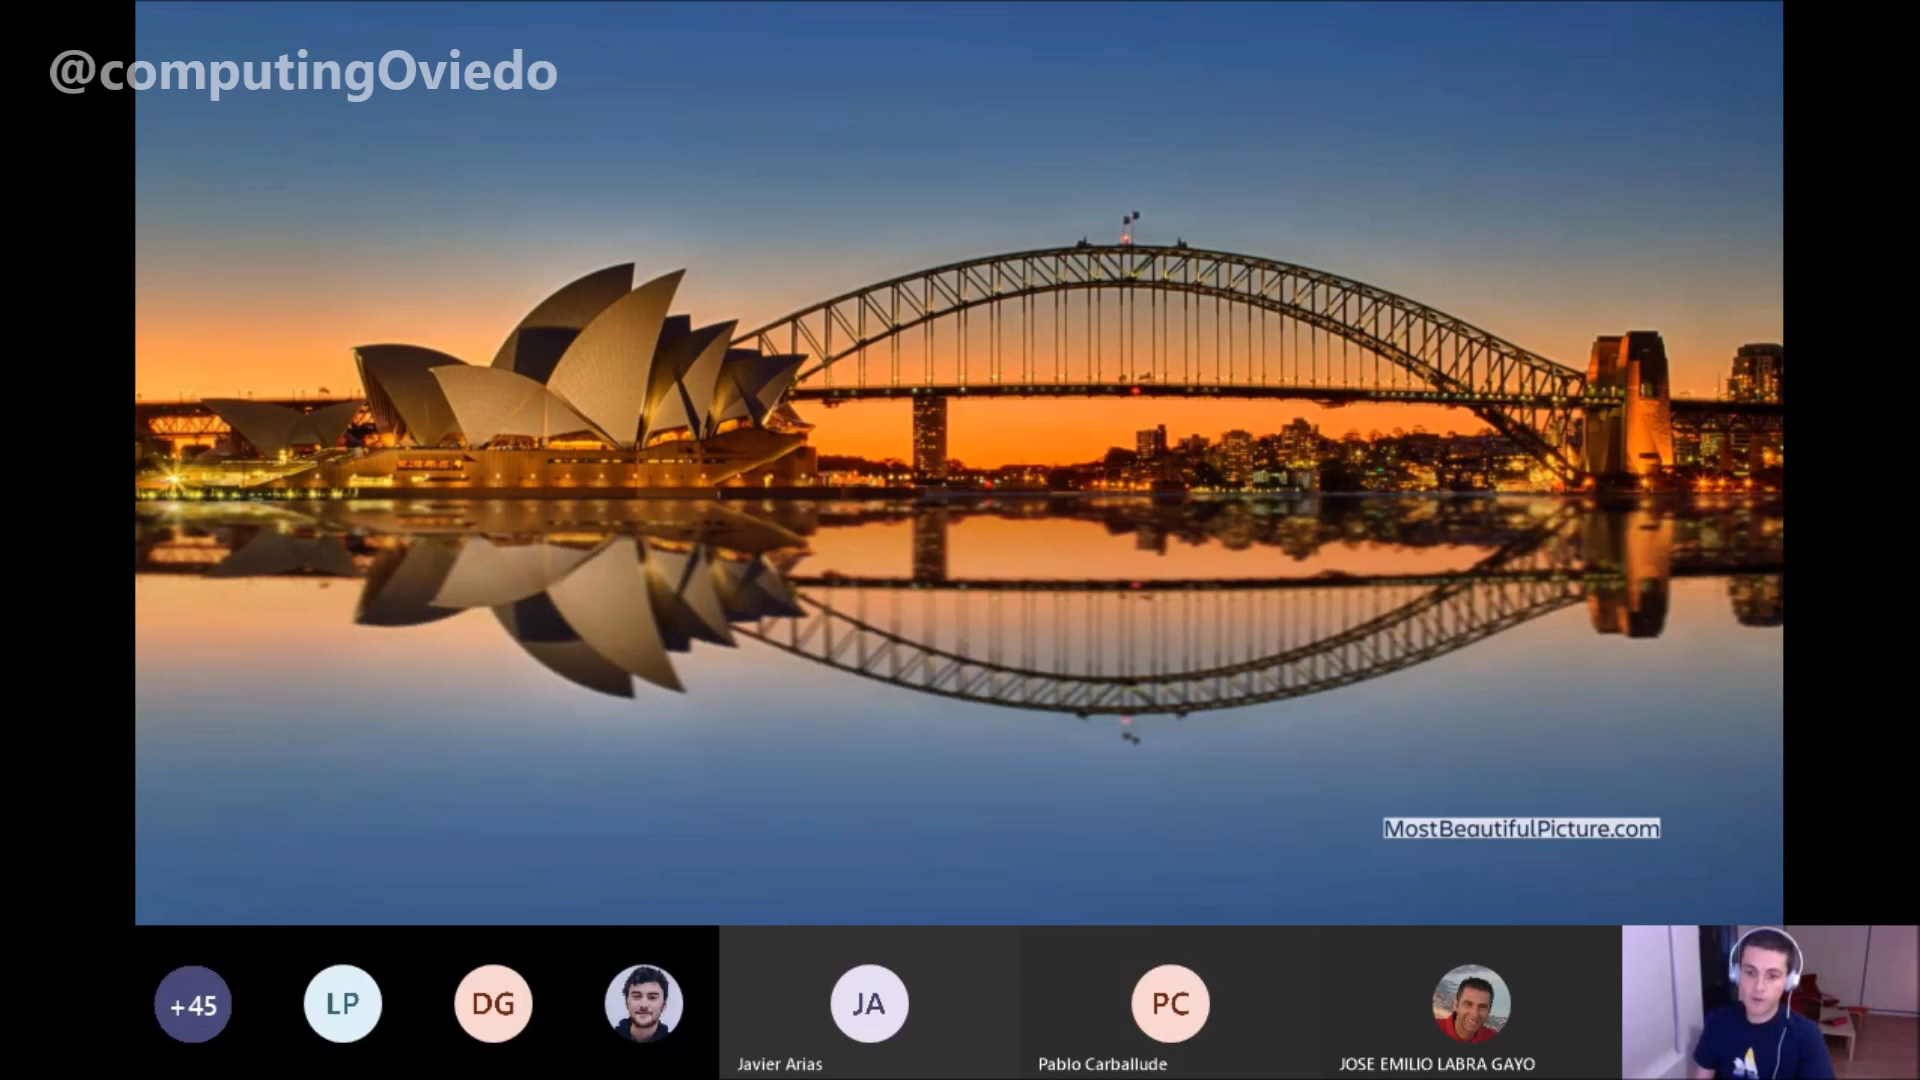 @computingOviedo
MostBeautifulPicture.com
+45
LP
DG
JA
PC
Javier Arias
Pablo Carballude
JOSE EMILIO LABRA GAYO